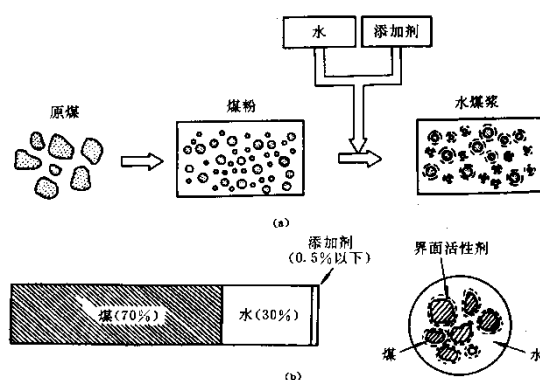 水
添加剂
原煤
煤粉
水煤浆
(a)
添加剂
(0.5%以下)
界面活性剂
煤(70%)
水(30%)
煤
水
(b)